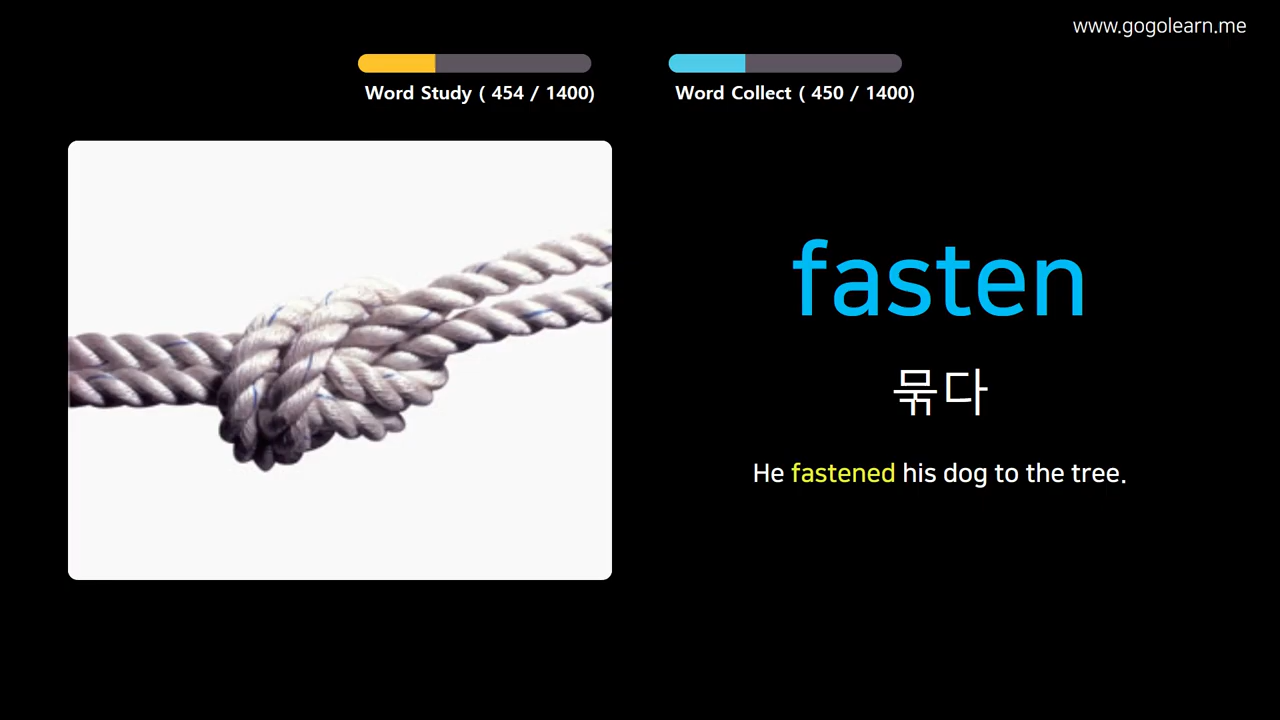 www.gogolearn.me
Word Study ( 454 / 1400)
Word Collect ( 450 / 1400)
fasten
묶다
He fastened his dog to the tree.